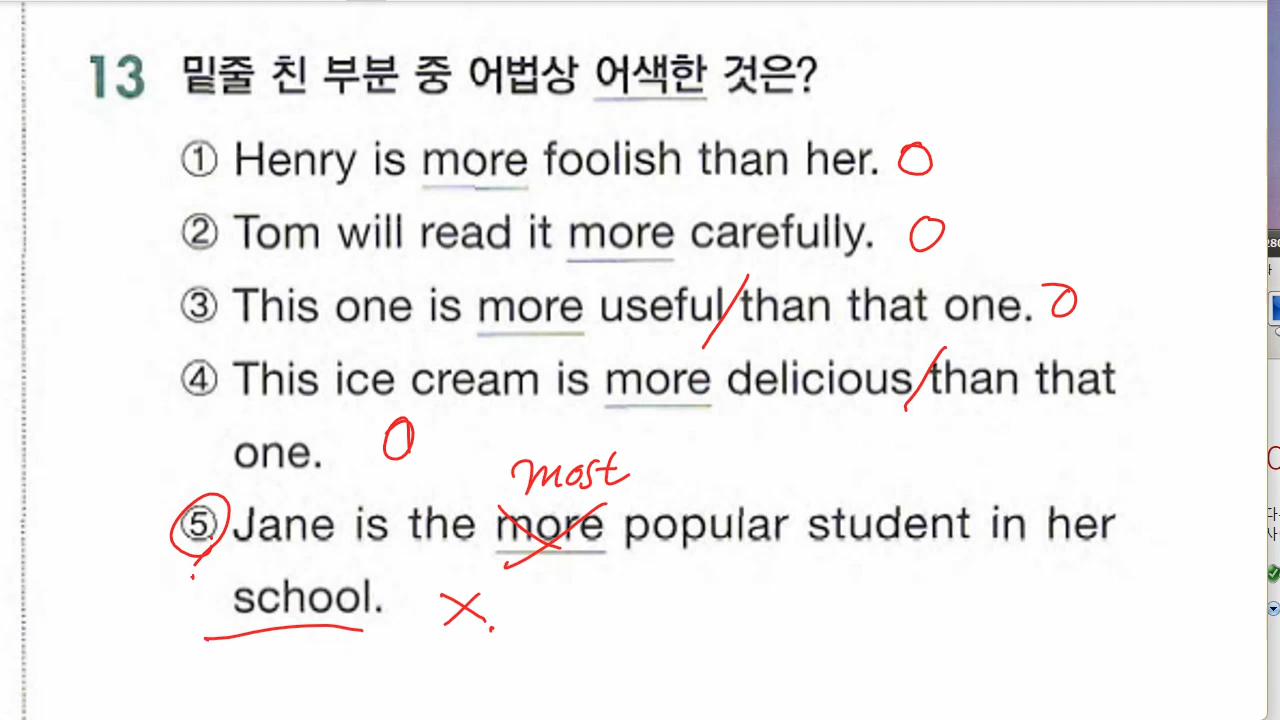 13 밑줄 친 부분 중 어법상 어색한 것은?
① Henry is more foolish than her. O
② Tom will read it more carefully. O
③ This one is more useful/than that one. O
④ This ice cream is more delicious/than that
one. O
most
⑤ Jane is the more popular student in her
school. X.